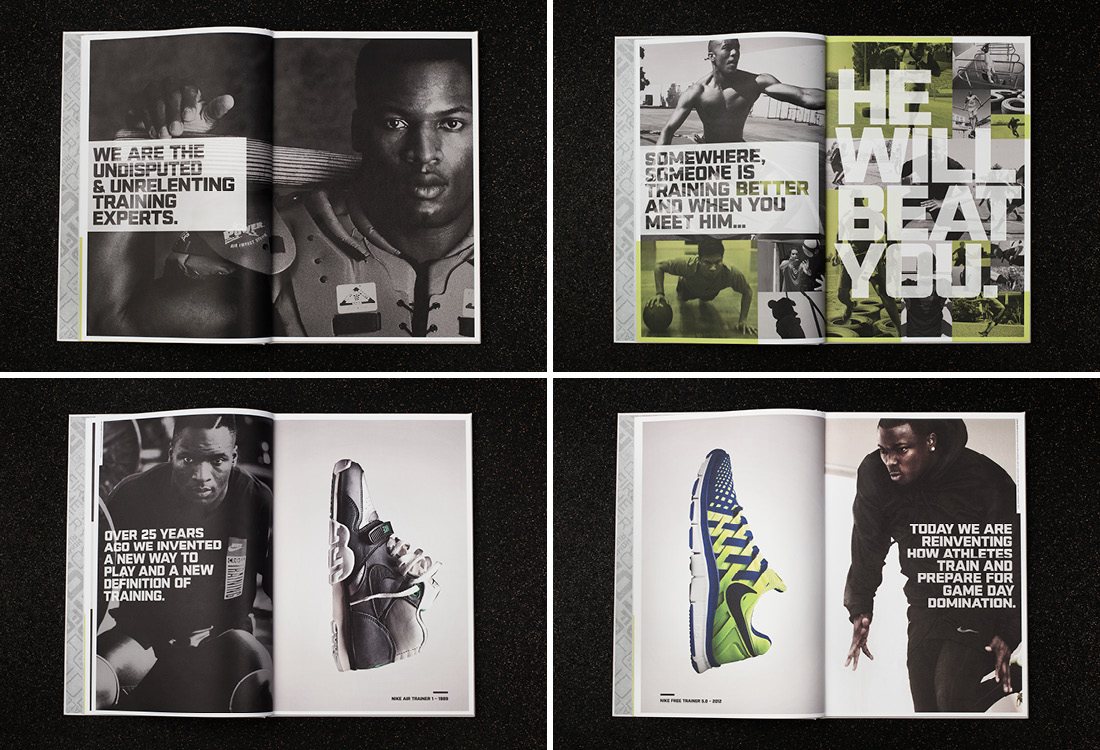 WE ARE THE
UNDISPUTED
& UNRELENTING
TRAINING
EXPERTS.
SOMEWHERE,
SOMEONE IS
TRAINING BETTER
AND WHEN YOU
MEET HIM...
HE
WILL
BEAT
YOU.
OVER 25 YEARS
AGO WE INVENTED
A NEW WAY TO
PLAY AND A NEW
DEFINITION OF
TRAINING.
NIKE AIR TRAINER 1 - 1989
NIKE FREE TRAINER 5.0 - 2012
TODAY WE ARE
REINVENTING
HOW ATHLETES
TRAIN AND
PREPARE FOR
GAME DAY
DOMINATION.